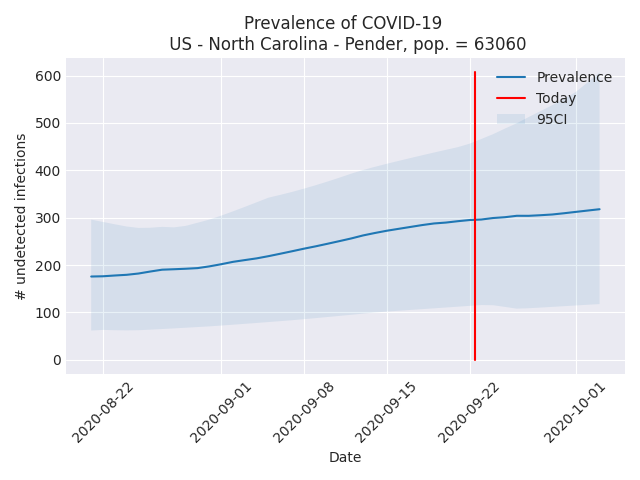 Prevalence of COVID-19
US - North Carolina - Pender, pop. = 63060
Prevalence
Today
95CI
600
500
400
300
200
100
0
# undetected infections
2020-08-22
2020-09-01
2020-09-08
2020-09-15
2020-09-22
2020-10-01
Date